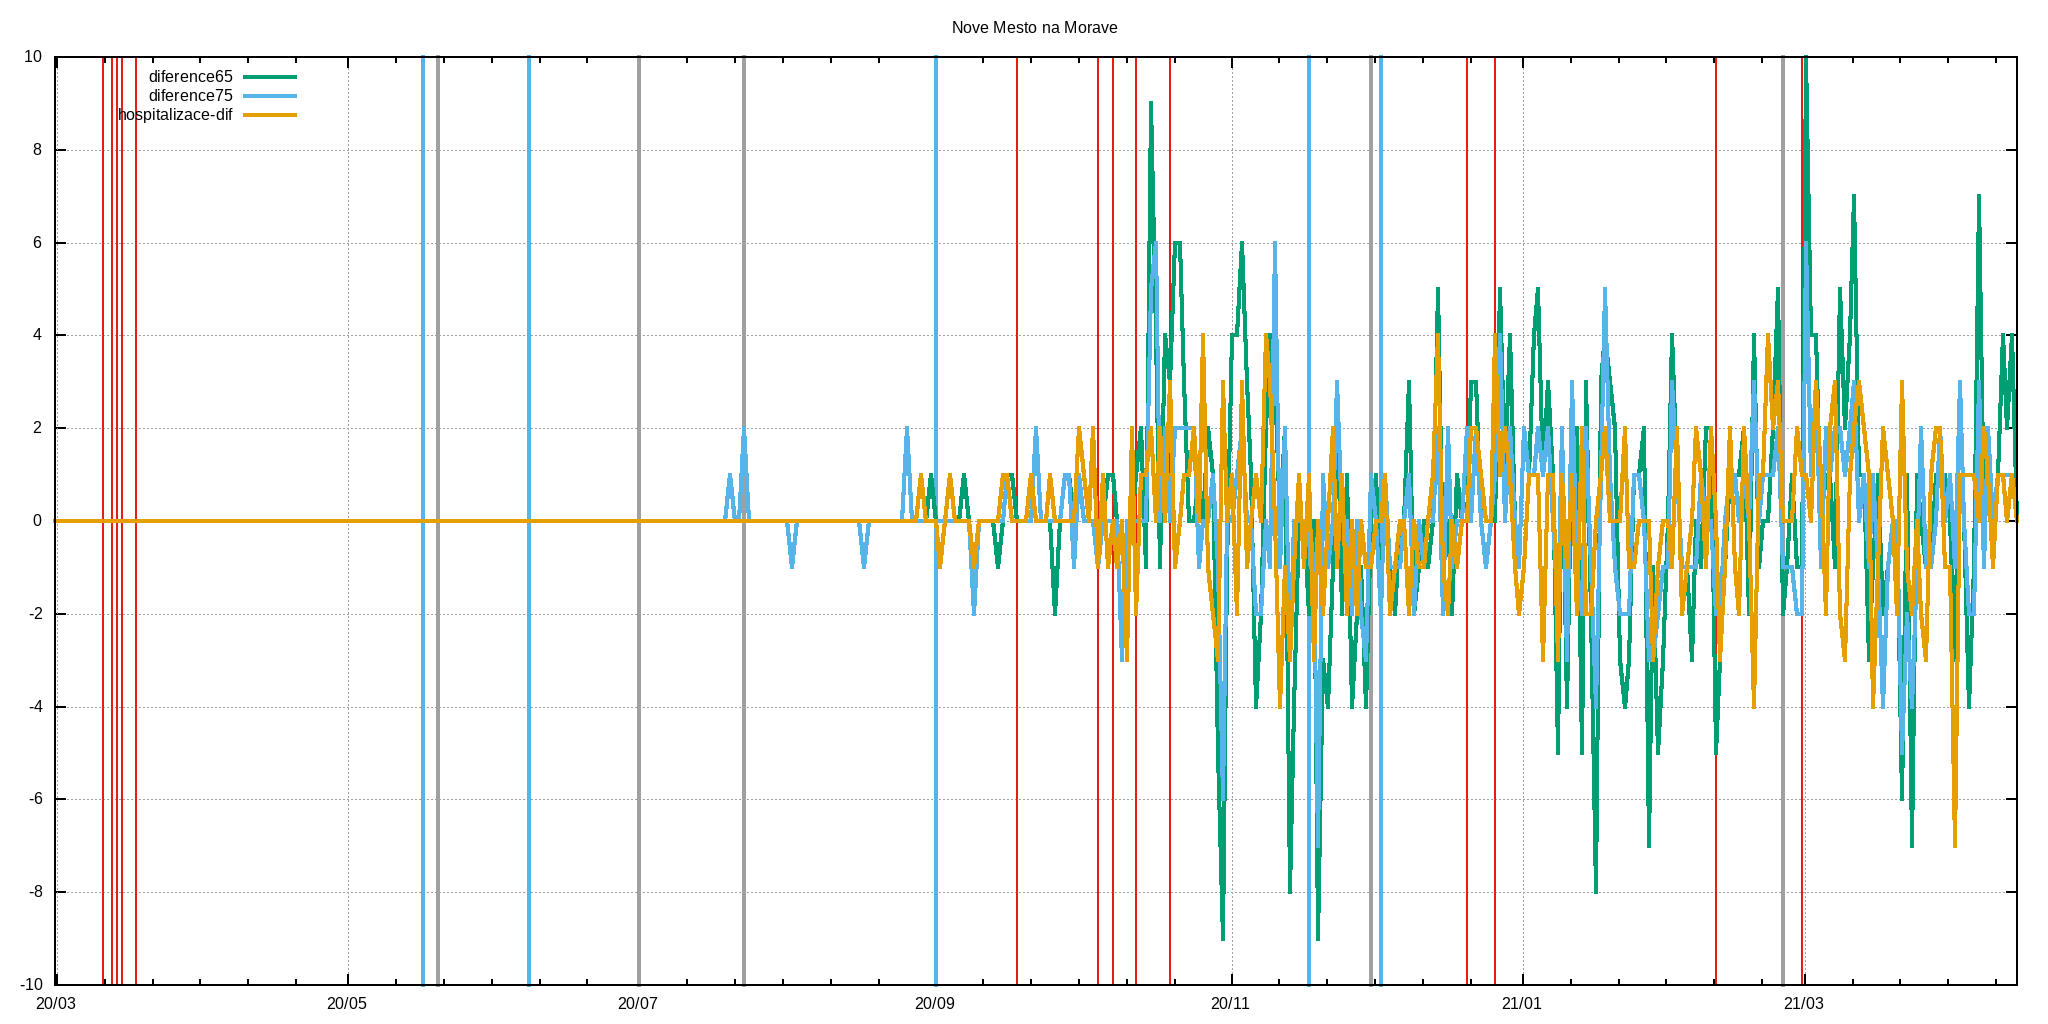 Nove Mesto na Morave
10
8
6
4
2
0
-2
-4
-6
-8
-10
diference65
diference75
hospitalizace-dif
20/03 20/05 20/07 20/09 20/11 21/01 21/03